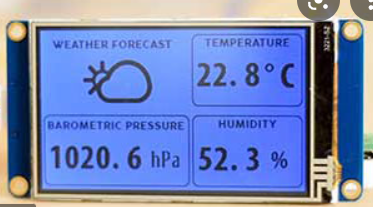 WEATHER FORECAST
TEMPERATURE
22.8° C
BAROMETRIC PRESSURE
1020.6 hPa
HUMIDITY
52.3 %